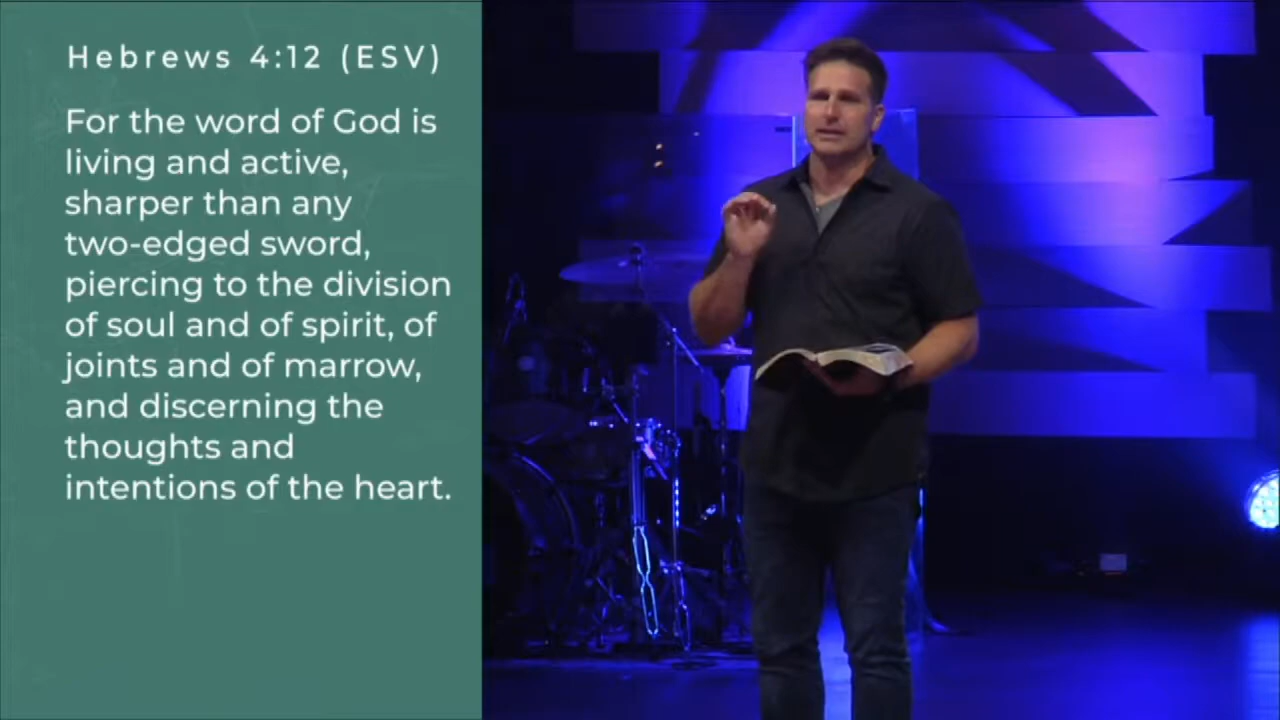 Hebrews 4:12 (ESV)
For the word of God is
living and active,
sharper than any
two-edged sword,
piercing to the division
of soul and of spirit, of
joints and of marrow,
and discerning the
thoughts and
intentions of the heart.